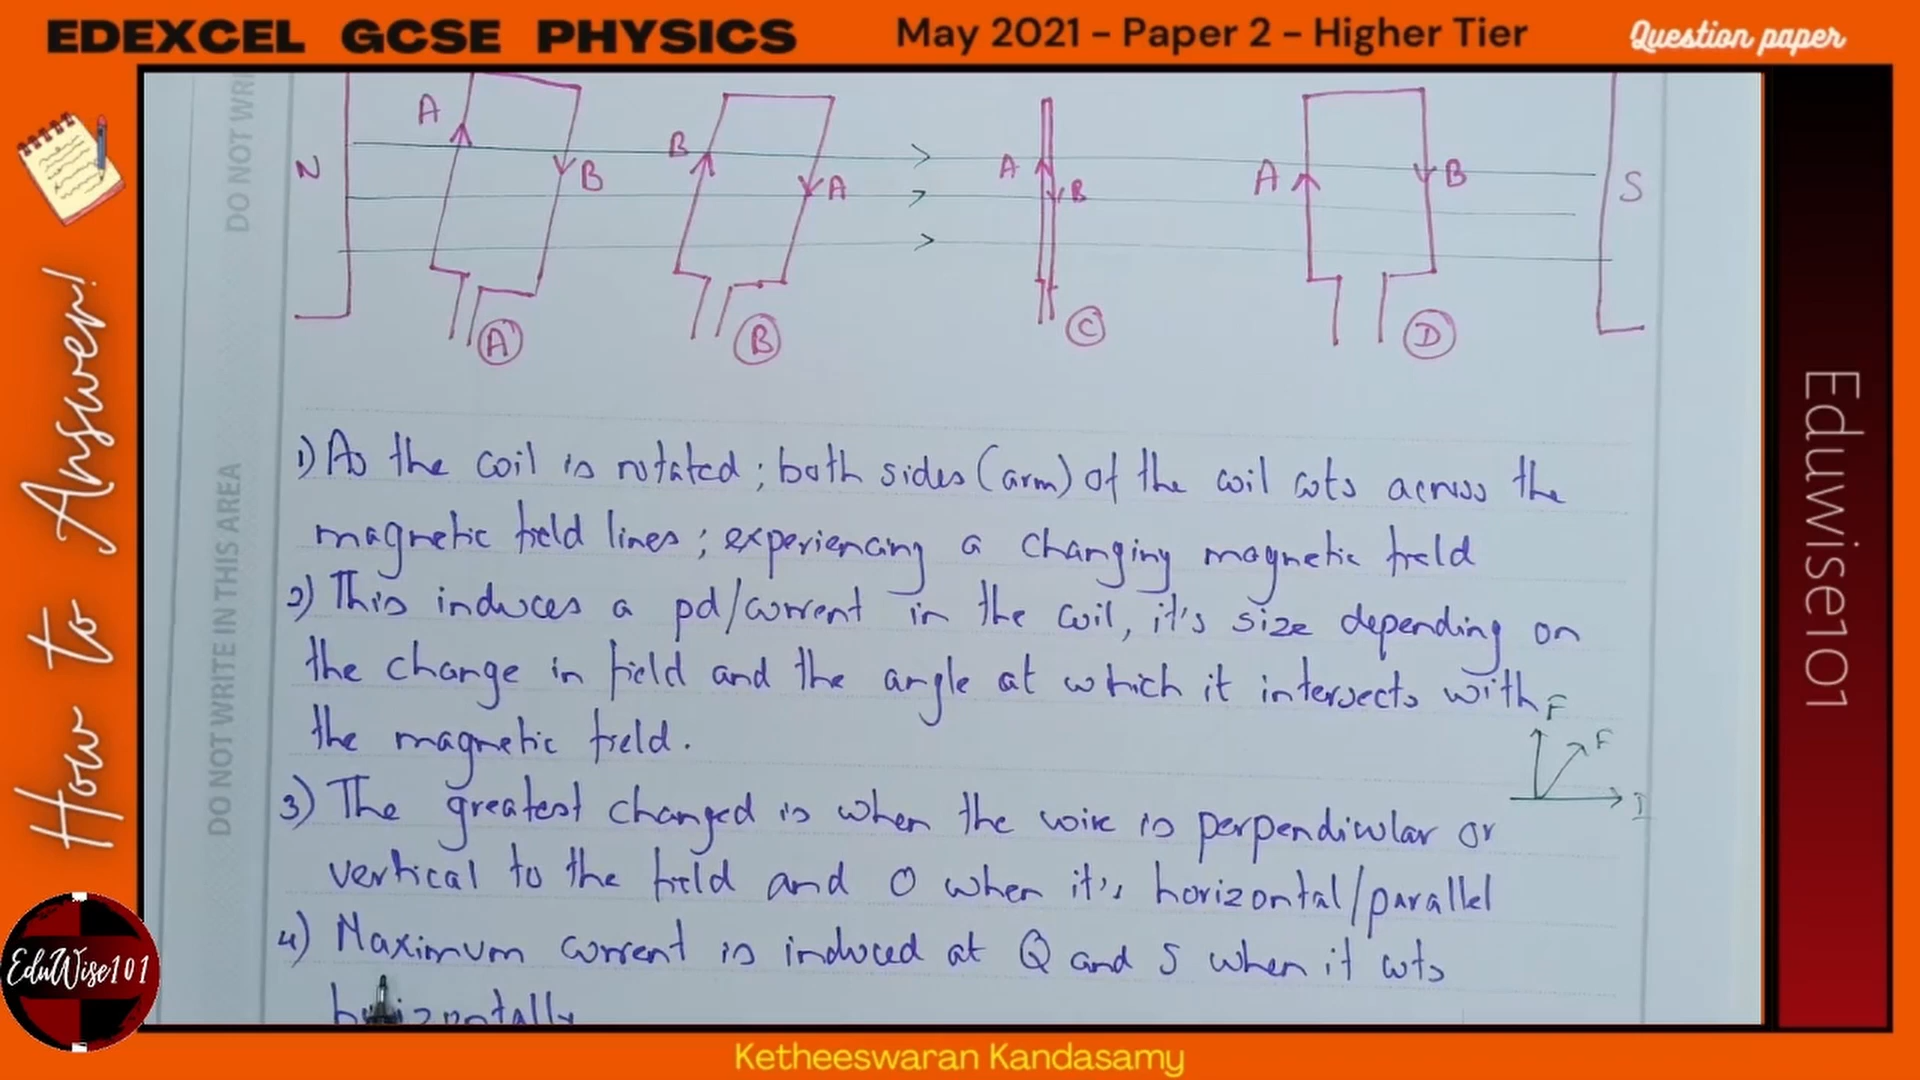 EDEXCEL GCSE PHYSICS May 2021 - Paper 2 - Higher Tier Question paper
How to Answer!
DO NOT WRI
DO NOT WRITE IN THIS AREA
N A B B A A B A B S
A B C D
1) As the coil is rotated ; both sides (arm) of the coil cuts across the
magnetic field lines ; experiencing a changing magnetic field
2) This induces a pd/current in the coil, it's size depending on
the change in field and the angle at which it intersects with
the magnetic field.
F
F
I
3) The greatest changed is when the wire is perpendicular or
vertical to the field and 0 when it's horizontal/parallel
4) Maximum current is induced at Q and S when it cuts
horizontally
Eduwise101
EduWise101
Ketheeswaran Kandasamy